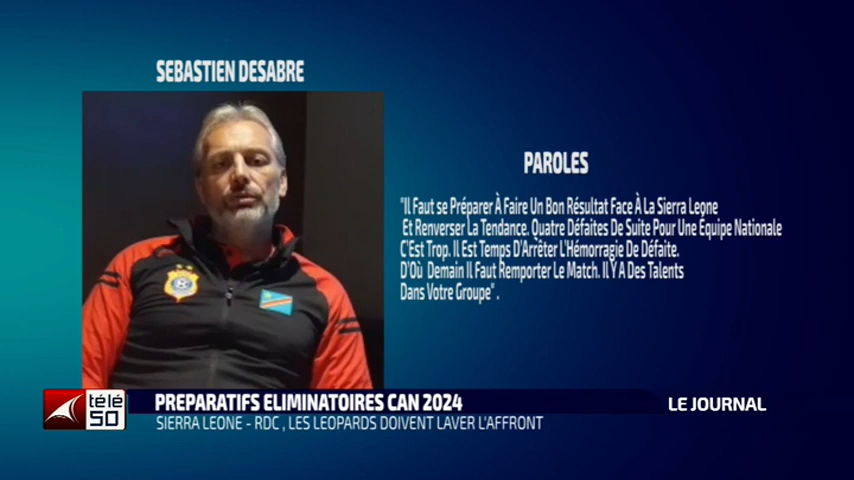 SEBASTIEN DESABRE
PAROLES
"Il Faut se Préparer À Faire Un Bon Résultat Face À La Sierra Leone
Et Renverser La Tendance. Quatre Défaites De Suite Pour Une Equipe Nationale
C'Est Trop. Il Est Temps D'Arrêter L'Hémorragie De Défaite.
D'Où Demain Il Faut Remporter Le Match. Il Y A Des Talents
Dans Votre Groupe" .
télé
50
PREPARATIFS ELIMINATOIRES CAN 2024
LE JOURNAL
SIERRA LEONE - RDC , LES LEOPARDS DOIVENT LAVER L'AFFRONT